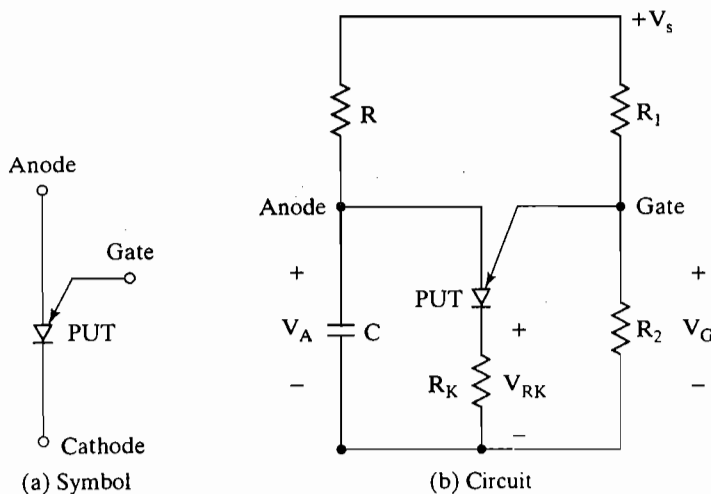 Anode
Gate
PUT
Cathode
(a) Symbol
+V_s
R
R_1
Anode
Gate
+
V_A
−
C
PUT
+
R_K
V_RK
−
R_2
+
V_G
−
(b) Circuit